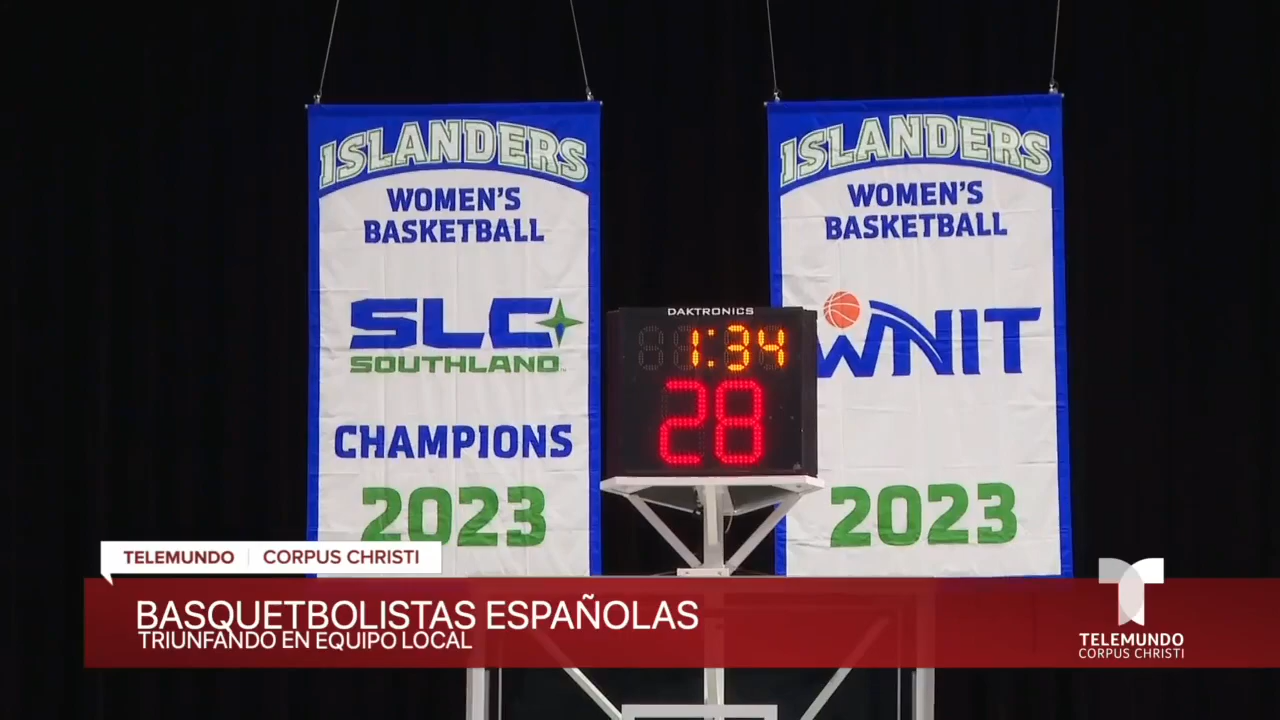 ISLANDERS
WOMEN'S
BASKETBALL
SLC
SOUTHLAND
CHAMPIONS
2023
ISLANDERS
WOMEN'S
BASKETBALL
WNIT
2023
DAKTRONICS
1:34
28
TELEMUNDO | CORPUS CHRISTI
BASQUETBOLISTAS ESPAÑOLAS
TRIUNFANDO EN EQUIPO LOCAL
TELEMUNDO
CORPUS CHRISTI